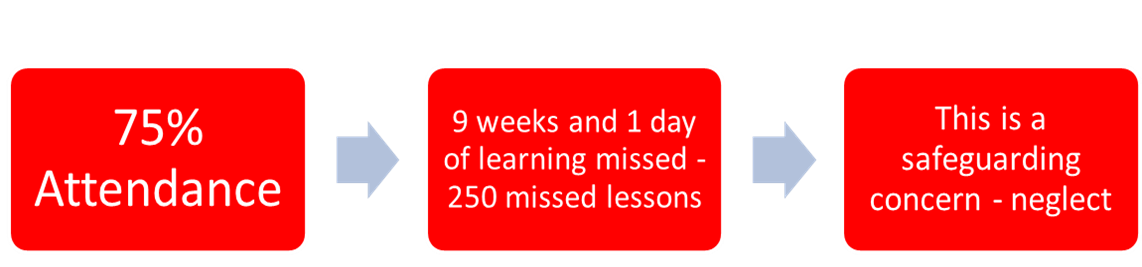 75%
Attendance
9 weeks and 1 day
of learning missed -
250 missed lessons
This is a
safeguarding
concern - neglect